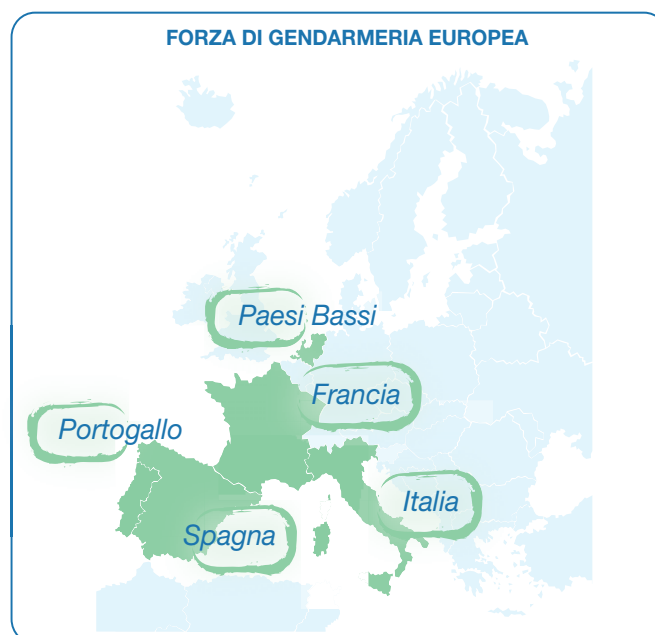 FORZA DI GENDARMERIA EUROPEA
Paesi Bassi
Francia
Portogallo
Italia
Spagna